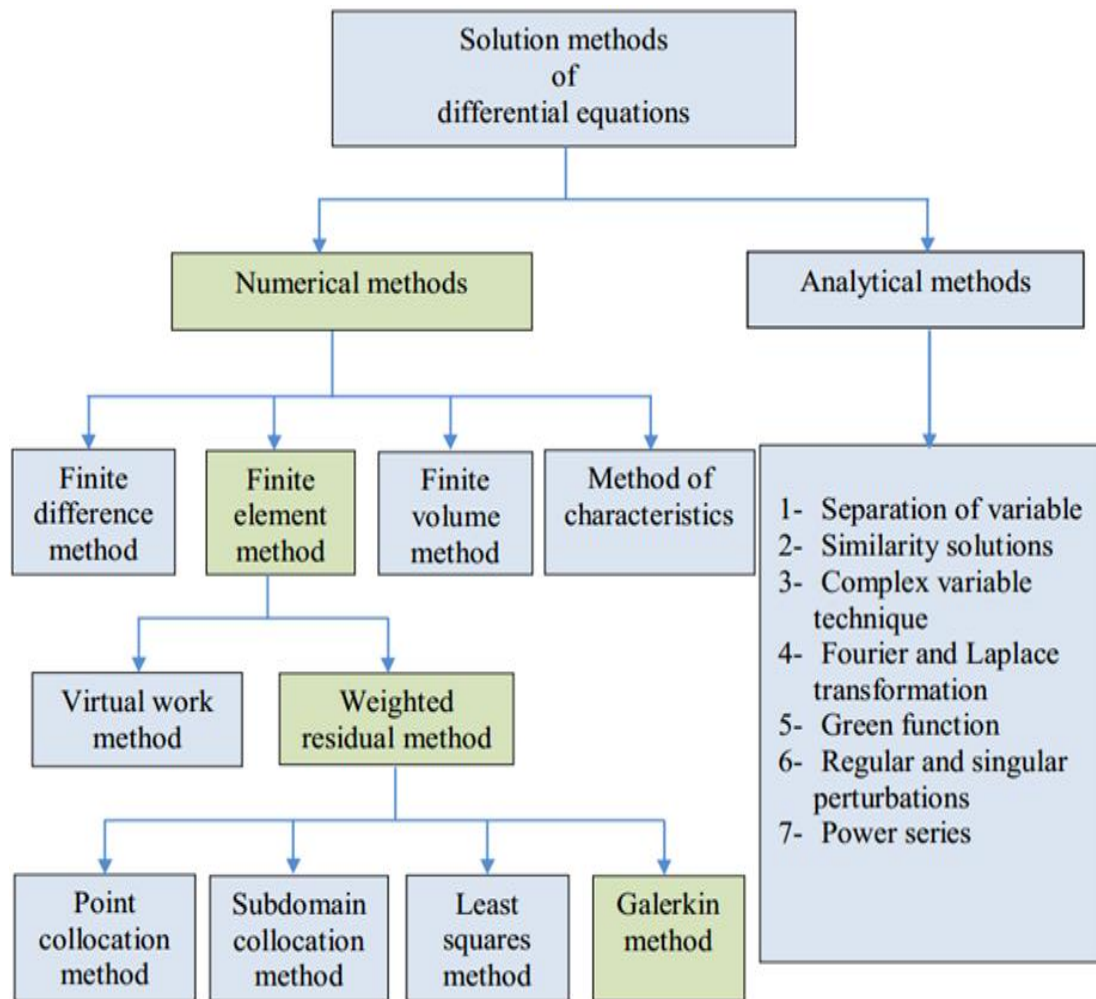 Solution methods
of
differential equations
Numerical methods
Analytical methods
Finite
difference
method
Finite
element
method
Finite
volume
method
Method of
characteristics
1- Separation of variable
2- Similarity solutions
3- Complex variable
technique
4- Fourier and Laplace
transformation
5- Green function
6- Regular and singular
perturbations
7- Power series
Virtual work
method
Weighted
residual method
Point
collocation
method
Subdomain
collocation
method
Least
squares
method
Galerkin
method